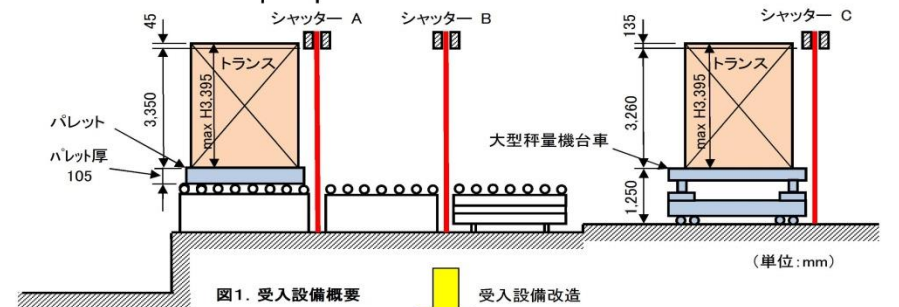 シャッター A
シャッター B
シャッター C
45
3,350
トランス
max H3,395
135
3,260
トランス
max H3,395
パレット
パレット厚
105
大型秤量機台車
1.250
(単位:mm)
図1. 受入設備概要
受入設備改造